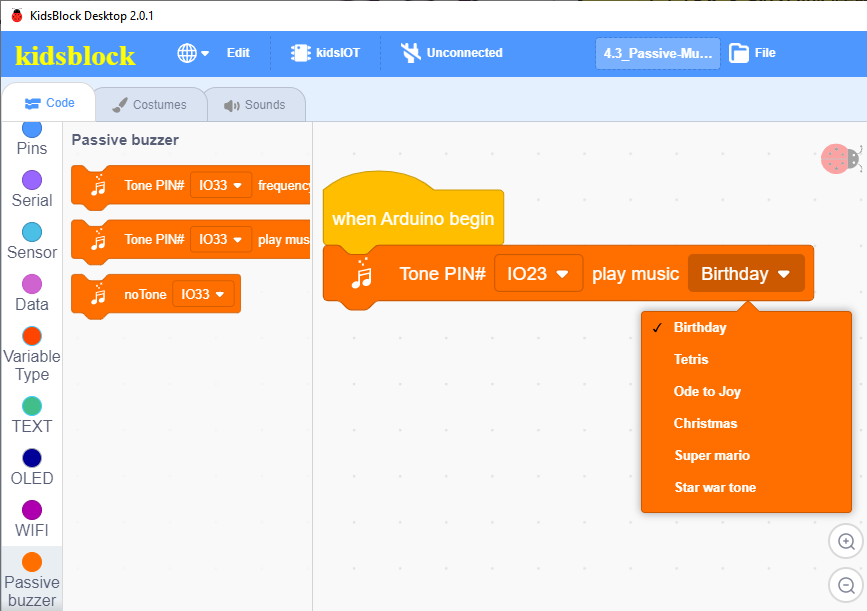 KidsBlock Desktop 2.0.1
kidsblock
Edit
kidsIOT
Unconnected
4.3_Passive-Mu...
File
Code
Costumes
Sounds
Pins
Serial
Sensor
Data
Variable
Type
TEXT
OLED
WIFI
Passive
buzzer
Passive buzzer
Tone PIN# IO33 frequency
Tone PIN# IO33 play mus
noTone IO33
when Arduino begin
Tone PIN# IO23 play music Birthday
Birthday
Tetris
Ode to Joy
Christmas
Super mario
Star war tone